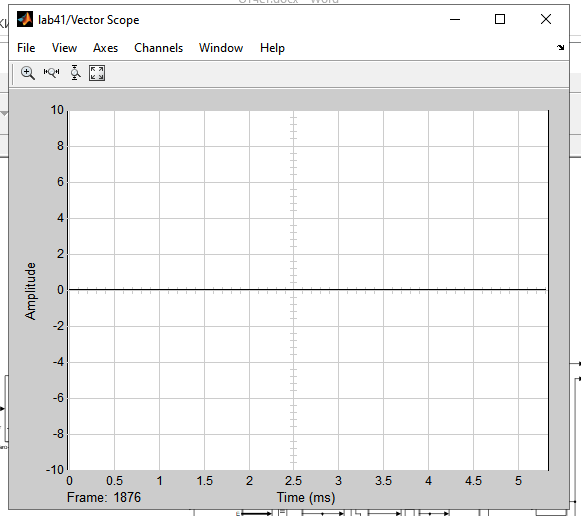 lab41/Vector Scope
File View Axes Channels Window Help
10
8
6
4
2
0
-2
-4
-6
-8
-10
Amplitude
0 0.5 1 1.5 2 2.5 3 3.5 4 4.5 5
Frame: 1876 Time (ms)